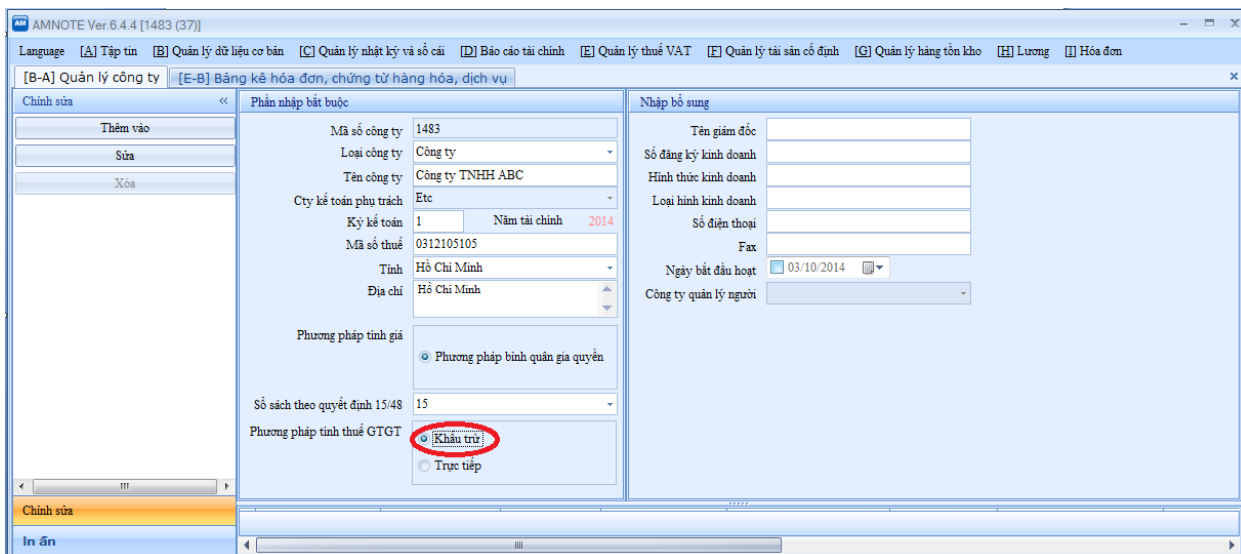 AMNOTE Ver.6.4.4 [1483 (37)]
Language [A] Tập tin [B] Quản lý dữ liệu cơ bản [C] Quản lý nhật ký và sổ cái [D] Báo cáo tài chính [E] Quản lý thuế VAT [F] Quản lý tài sản cố định [G] Quản lý hàng tồn kho [H] Lương [I] Hóa đơn
[B-A] Quản lý công ty [E-B] Bảng kê hóa đơn, chứng từ hàng hóa, dịch vụ
Chỉnh sửa
Thêm vào
Sửa
Xóa
Phần nhập bắt buộc
Mã số công ty 1483
Loại công ty Công ty
Tên công ty Công ty TNHH ABC
Cty kế toán phụ trách Etc
Kỳ kế toán 1 Năm tài chính 2014
Mã số thuế 0312105105
Tỉnh Hồ Chí Minh
Địa chỉ Hồ Chí Minh
Phương pháp tính giá
Phương pháp bình quân gia quyền
Sổ sách theo quyết định 15/48 15
Phương pháp tính thuế GTGT
Khấu trừ
Trực tiếp
Nhập bổ sung
Tên giám đốc
Số đăng ký kinh doanh
Hình thức kinh doanh
Loại hình kinh doanh
Số điện thoại
Fax
Ngày bắt đầu hoạt 03/10/2014
Công ty quản lý người
Chỉnh sửa
In ấn